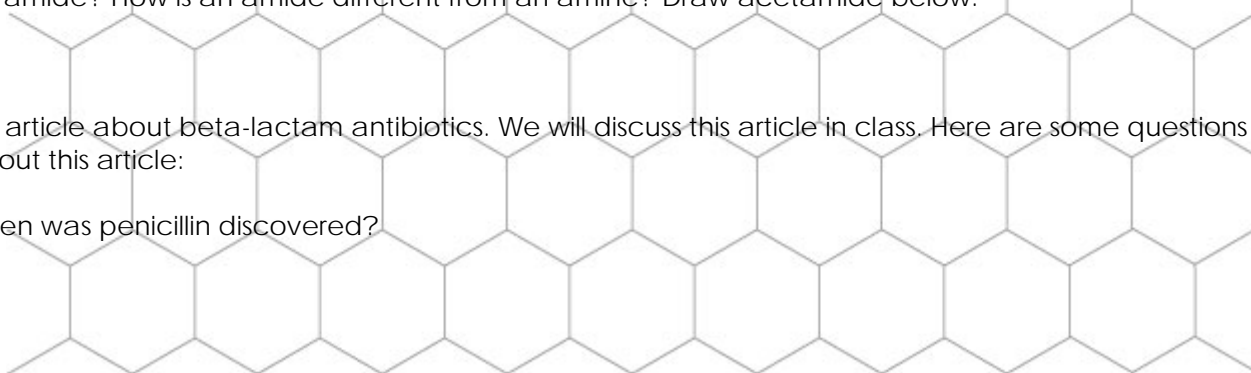 amide? How is an amide different from an amine? Draw acetamide below.
article about beta-lactam antibiotics. We will discuss this article in class. Here are some questions
out this article:
en was penicillin discovered?